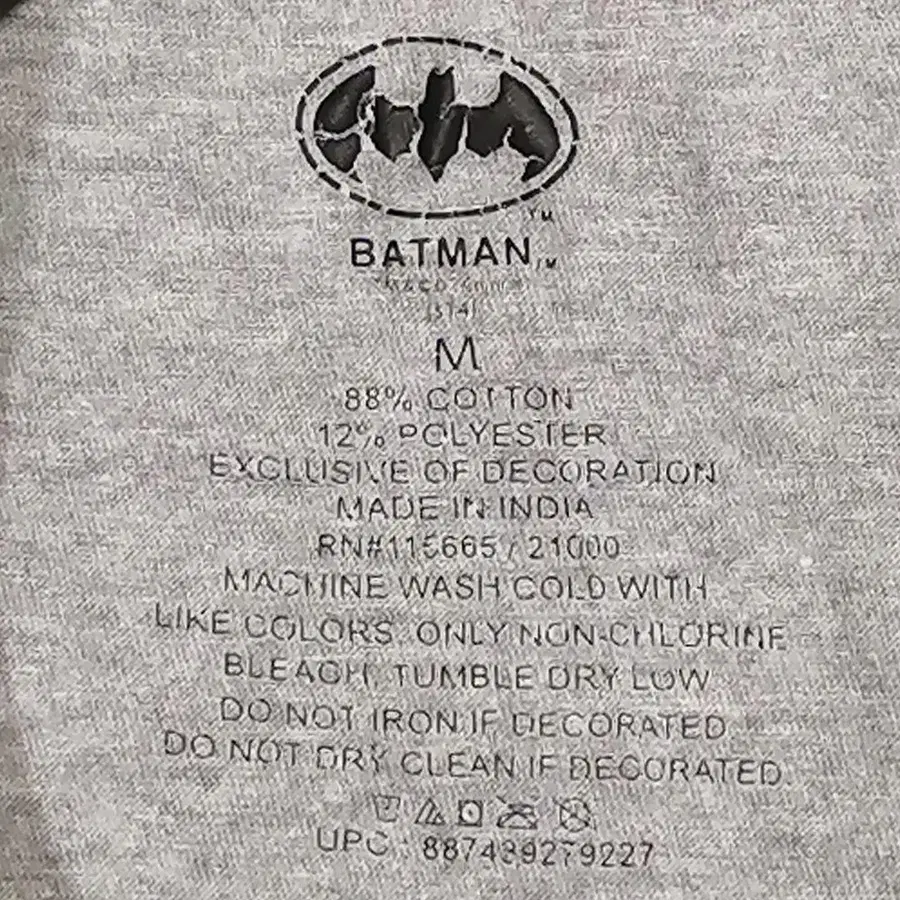 TM
BATMAN TM
M
88% COTTON
12% POLYESTER
EXCLUSIVE OF DECORATION
MADE IN INDIA
RN#115665 / 21000
MACHINE WASH COLD WITH
LIKE COLORS. ONLY NON-CHLORINE
BLEACH, TUMBLE DRY LOW
DO NOT IRON IF DECORATED
DO NOT DRY CLEAN IF DECORATED.
UPC : 887439279227